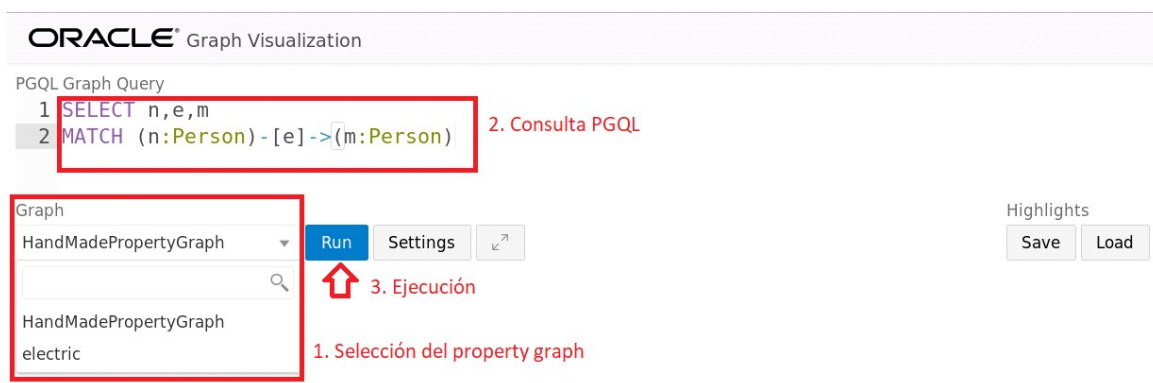 ORACLE® Graph Visualization
PGQL Graph Query
1 SELECT n,e,m
2 MATCH (n:Person)-[e]->(m:Person)
2. Consulta PGQL
Graph
Highlights
HandMadePropertyGraph
Run
Settings
Save
Load
3. Ejecución
HandMadePropertyGraph
electric
1. Selección del property graph